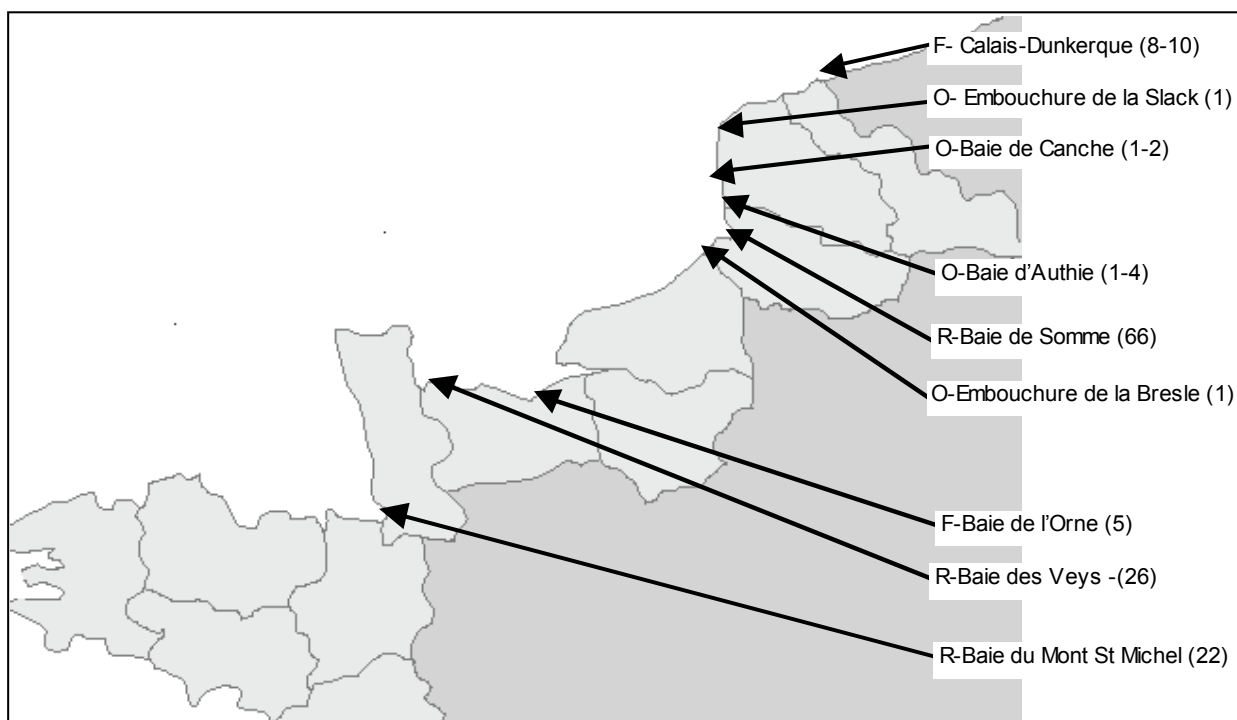 F- Calais-Dunkerque (8-10)
O- Embouchure de la Slack (1)
O-Baie de Canche (1-2)
O-Baie d'Authie (1-4)
R-Baie de Somme (66)
O-Embouchure de la Bresle (1)
F-Baie de l'Orne (5)
R-Baie des Veys -(26)
R-Baie du Mont St Michel (22)